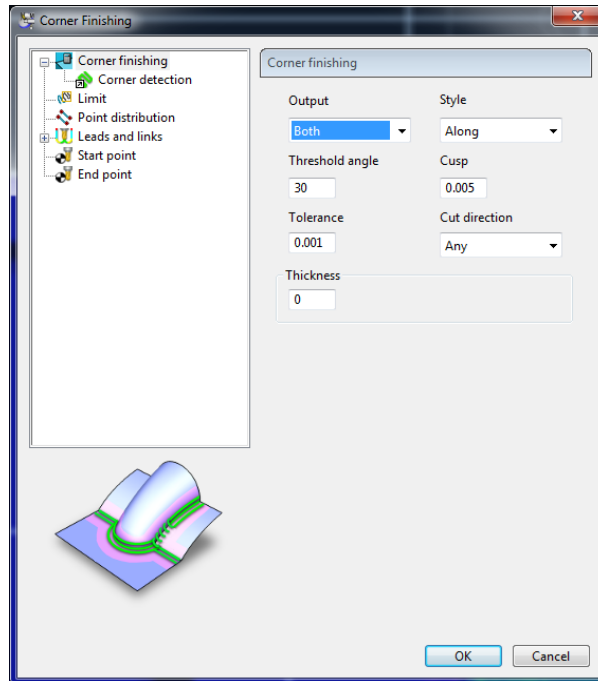 Corner Finishing
Corner finishing
Corner detection
Limit
Point distribution
Leads and links
Start point
End point
Corner finishing
Output
Style
Both
Along
Threshold angle
Cusp
30
0.005
Tolerance
Cut direction
0.001
Any
Thickness
0
OK
Cancel